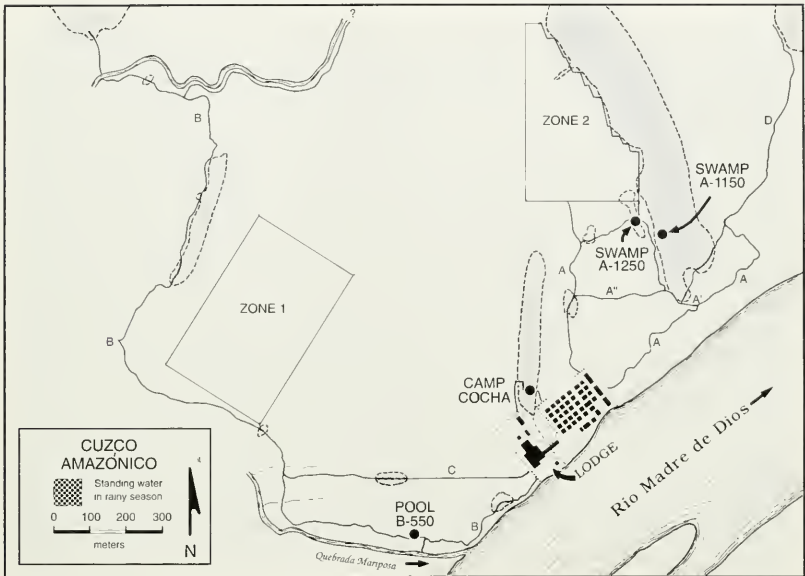 ?
B
ZONE 2
D
SWAMP
A-1150
SWAMP
A-1250
A
A"
A'
A
A
ZONE 1
B
CAMP
COCHA
LODGE
Rio Madre de Dios
C
POOL
B-550
B
Quebrada Mariposa
CUZCO
AMAZÓNICO
Standing water
in rainy season
0 100 200 300
meters
N